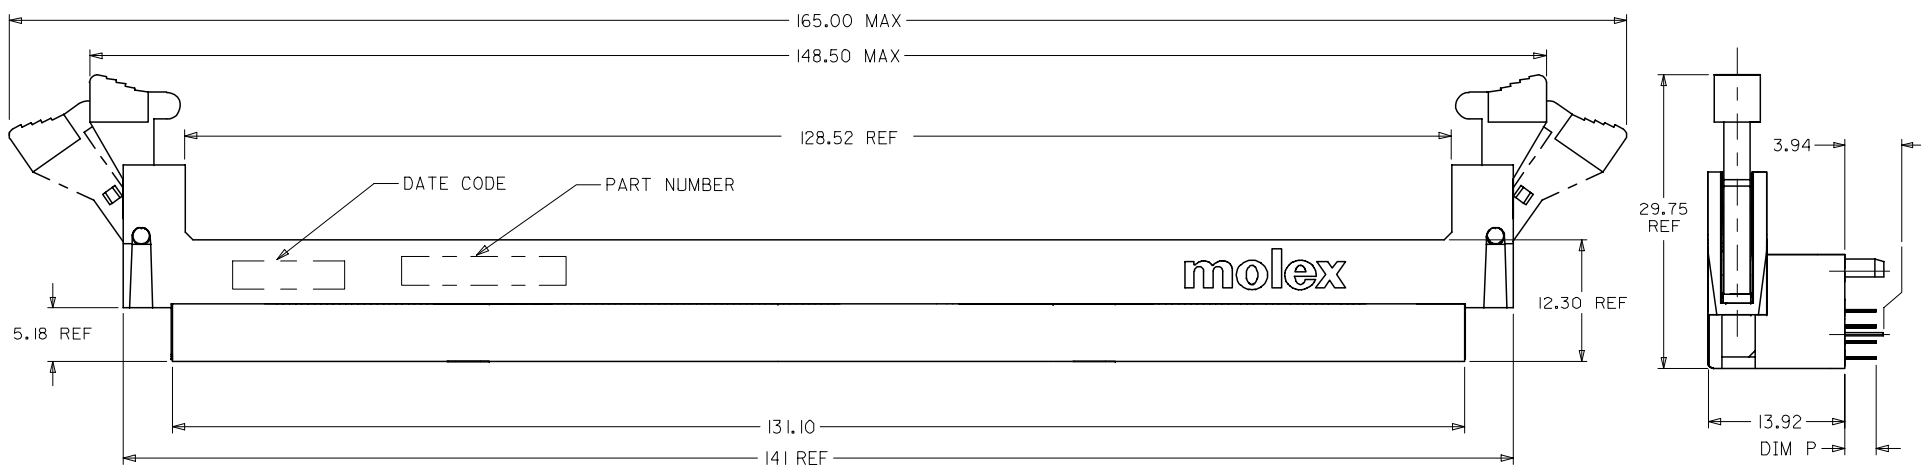 165.00 MAX
148.50 MAX
128.52 REF
3.94
DATE CODE
PART NUMBER
29.75
REF
molex
12.30 REF
5.18 REF
131.10
13.92
DIM P
141 REF